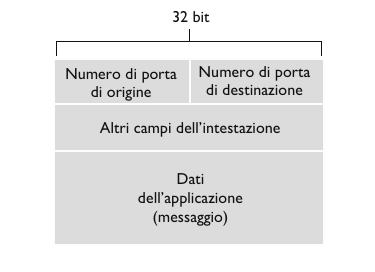 32 bit
Numero di porta
di origine
Numero di porta
di destinazione
Altri campi dell'intestazione
Dati
dell'applicazione
(messaggio)